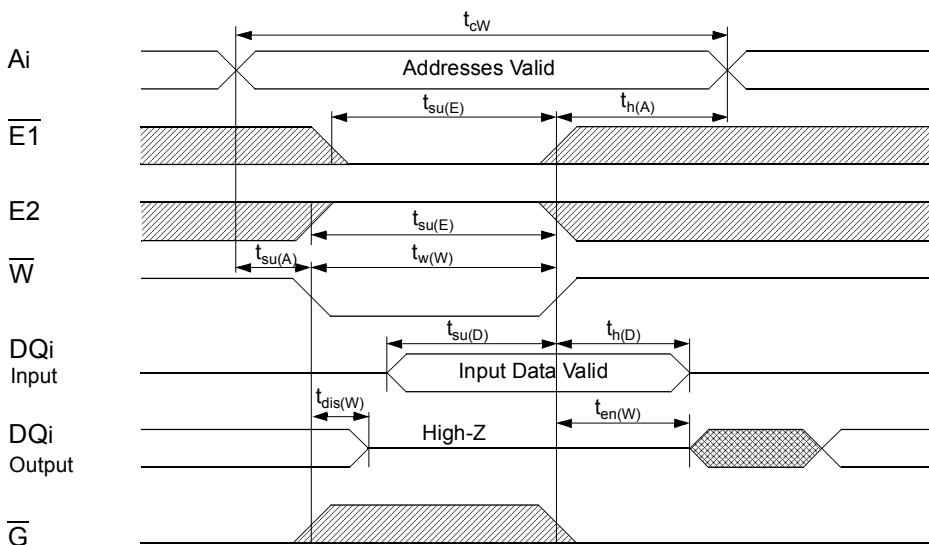 t_cW
Ai
Addresses Valid
t_su(E)
t_h(A)
E̅1̅
E2
t_su(E)
t_su(A)
t_w(W)
W̅
t_su(D)
t_h(D)
DQi
Input
Input Data Valid
t_dis(W)
t_en(W)
DQi
Output
High-Z
G̅